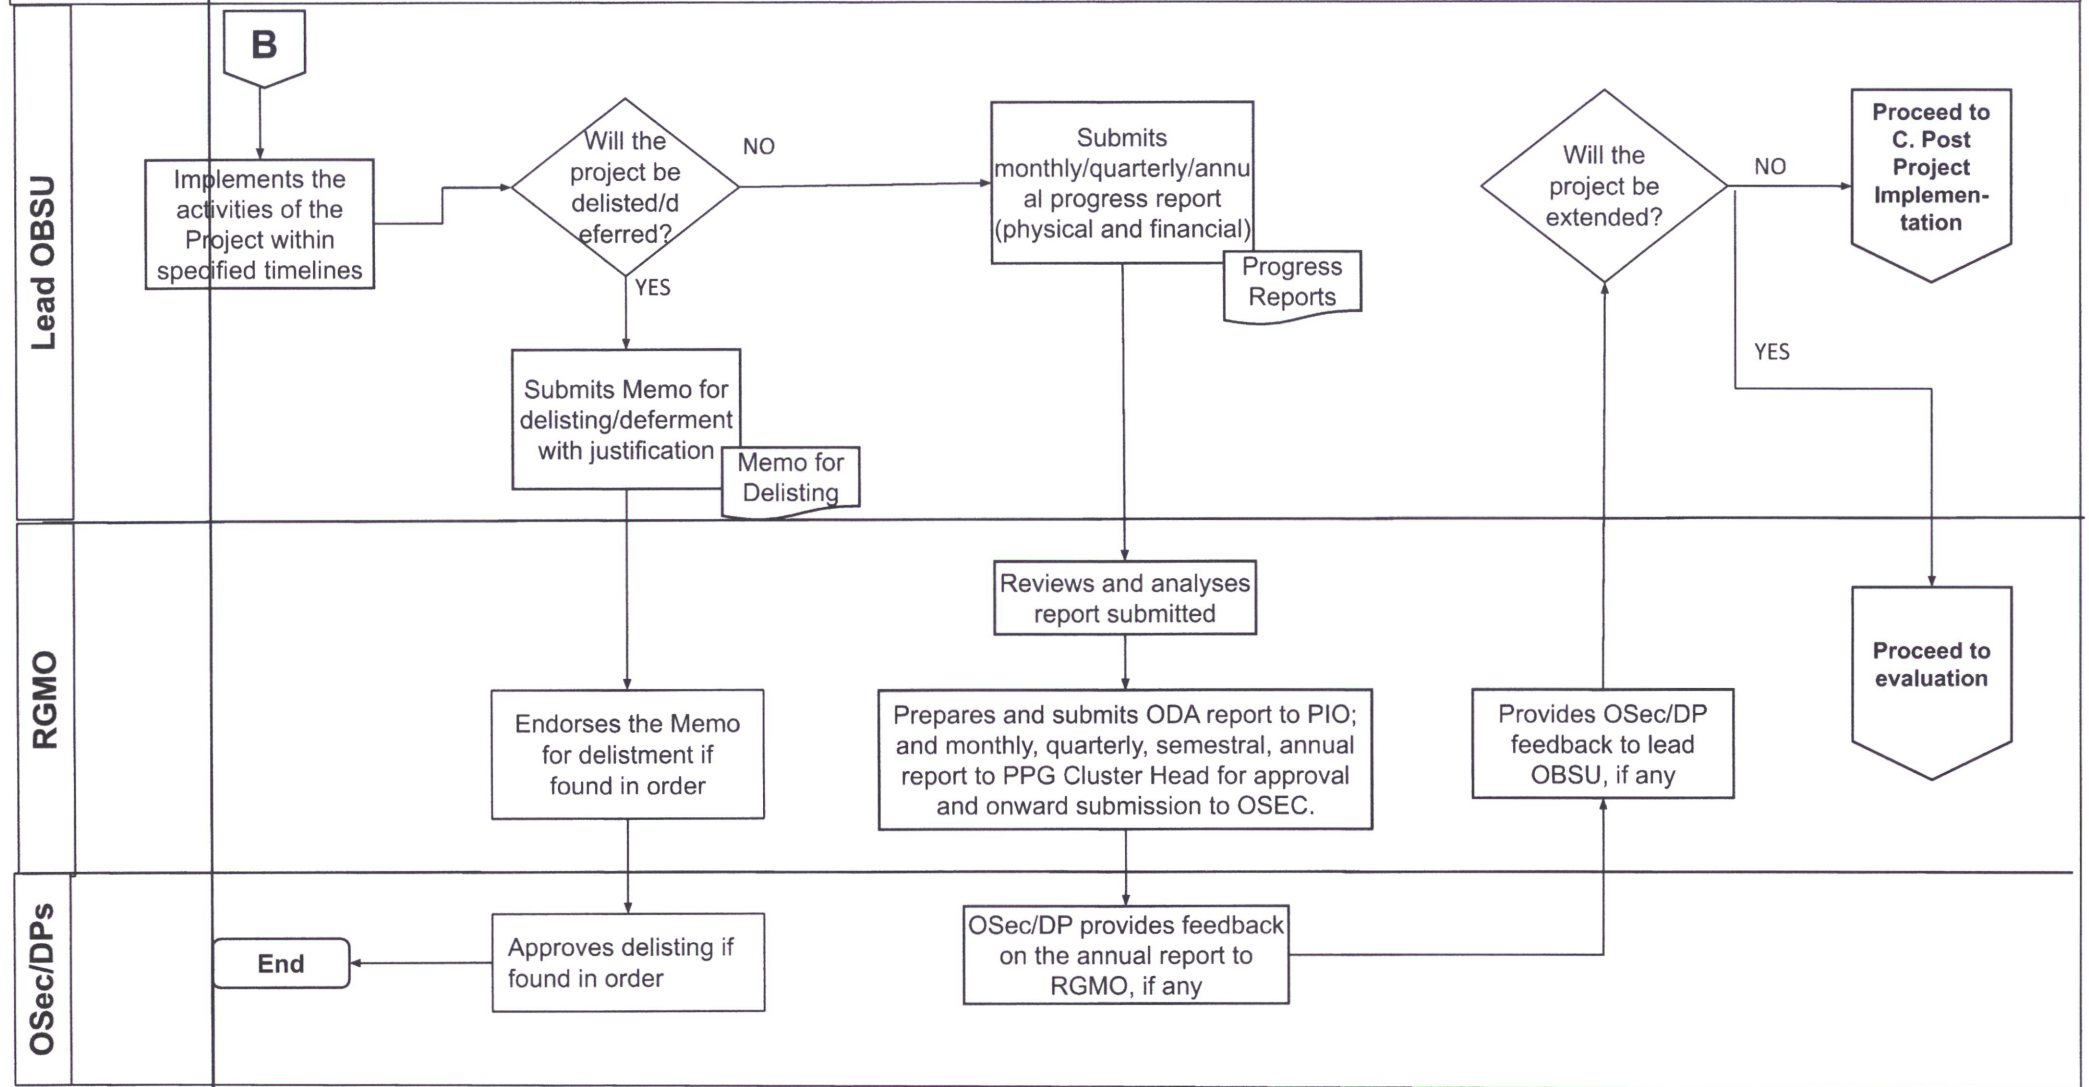 B
Lead OBSU
Implements the
activities of the
Project within
specified timelines
Will the
project be
delisted/d
eferred?
NO
YES
Submits
monthly/quarterly/annu
al progress report
(physical and financial)
Progress
Reports
Will the
project be
extended?
NO
YES
Proceed to
C. Post
Project
Implemen-
tation
Submits Memo for
delisting/deferment
with justification
Memo for
Delisting
RGMO
Endorses the Memo
for delistment if
found in order
Reviews and analyses
report submitted
Prepares and submits ODA report to PIO;
and monthly, quarterly, semestral, annual
report to PPG Cluster Head for approval
and onward submission to OSEC.
Provides OSec/DP
feedback to lead
OBSU, if any
Proceed to
evaluation
OSec/DPs
End
Approves delisting if
found in order
OSec/DP provides feedback
on the annual report to
RGMO, if any